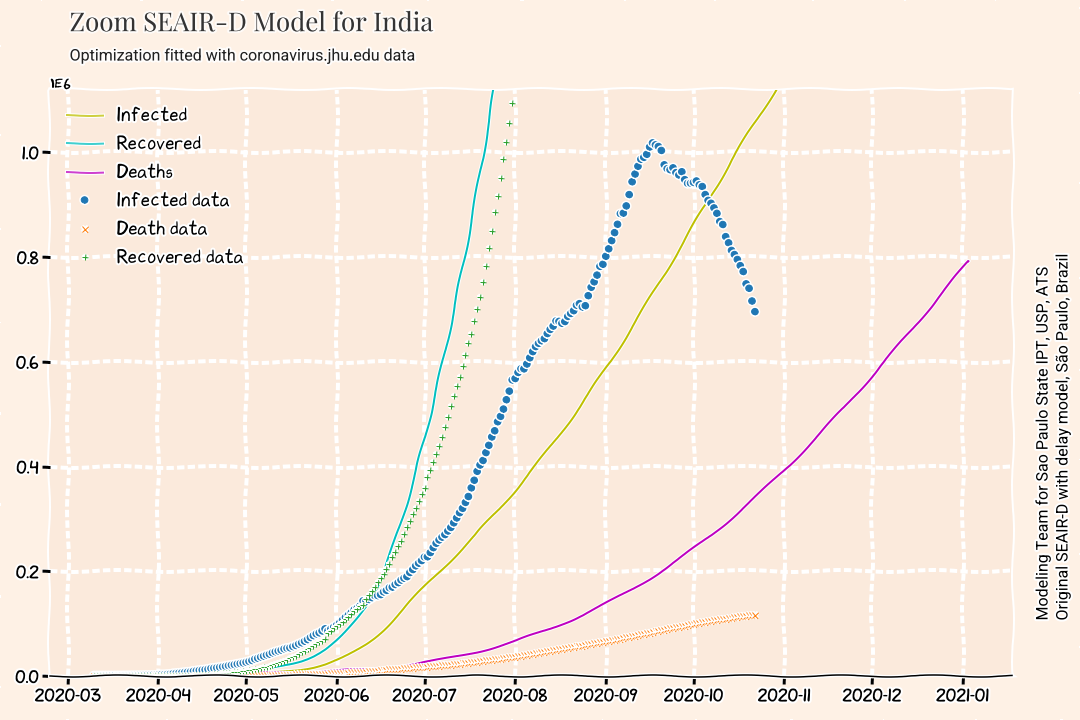 Zoom SEAIR-D Model for India
Optimization fitted with coronavirus.jhu.edu data
1E6
Infected
Recovered
Deaths
Infected data
Death data
Recovered data
1.0
0.8
0.6
0.4
0.2
0.0
2020-03 2020-04 2020-05 2020-06 2020-07 2020-08 2020-09 2020-10 2020-11 2020-12 2021-01
Modeling Team for Sao Paulo State IPT, USP, ATS
Original SEAIR-D with delay model, São Paulo, Brazil